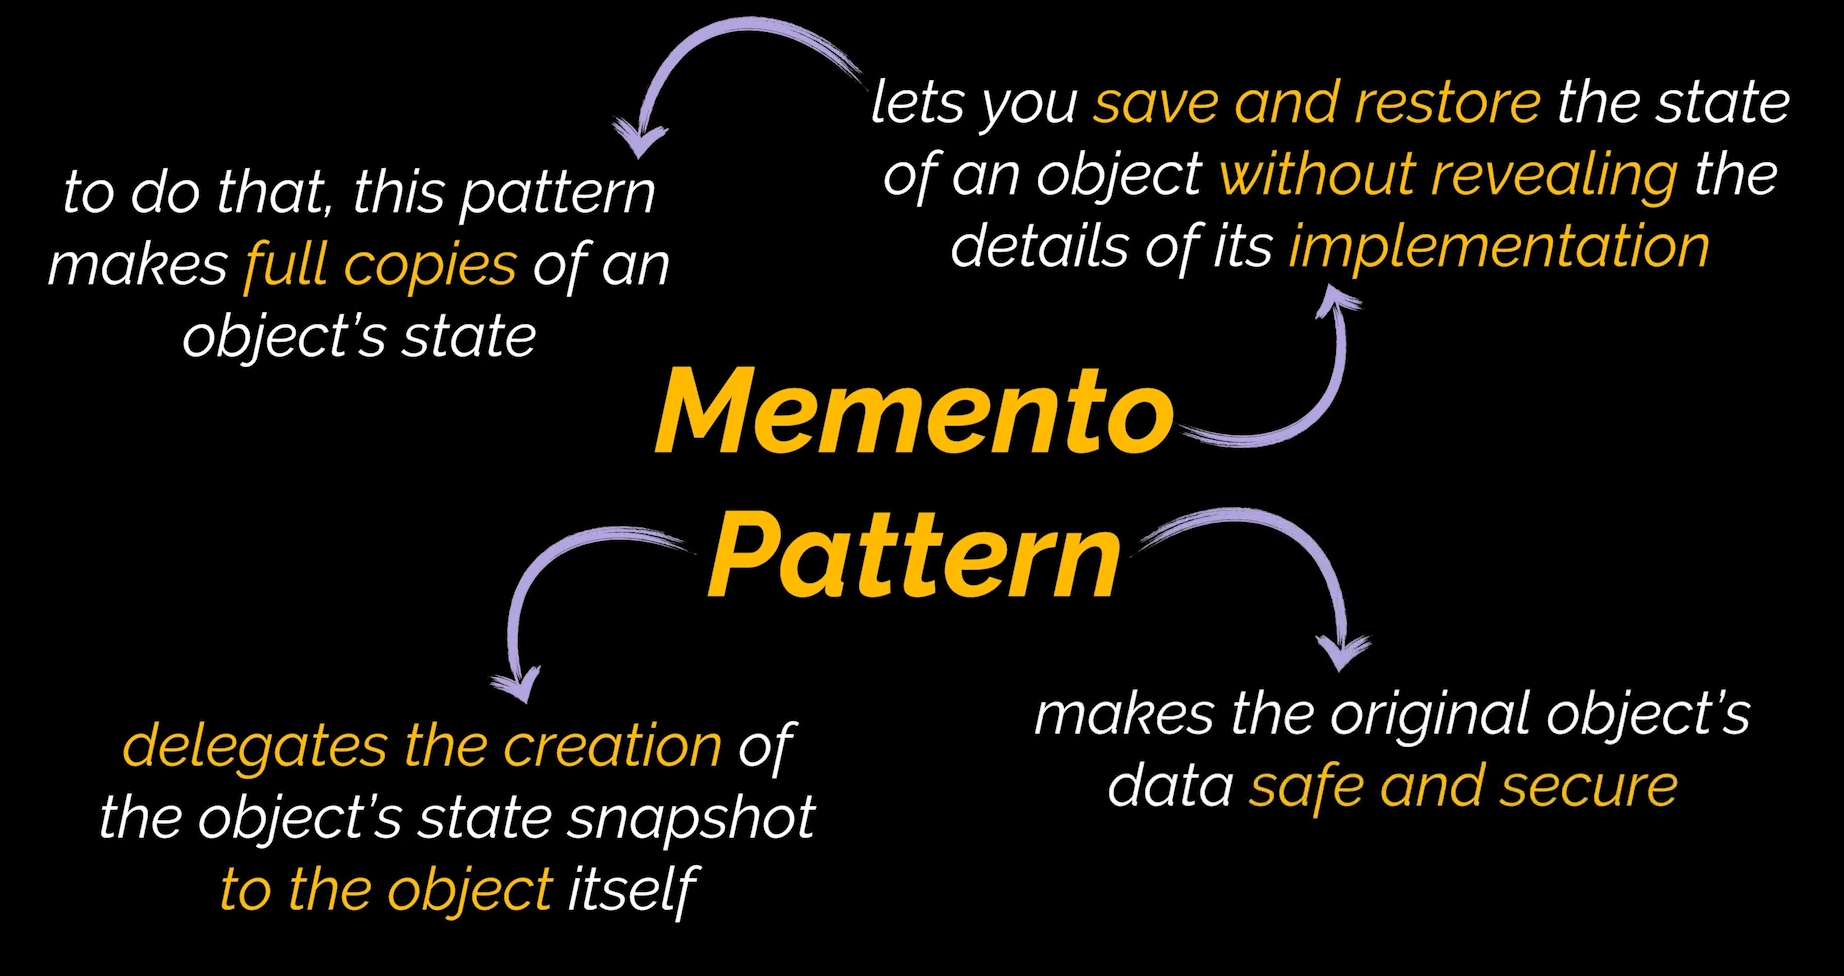 lets you save and restore the state
of an object without revealing the
details of its implementation
to do that, this pattern
makes full copies of an
object’s state
Memento
Pattern
delegates the creation of
the object’s state snapshot
to the object itself
makes the original object’s
data safe and secure